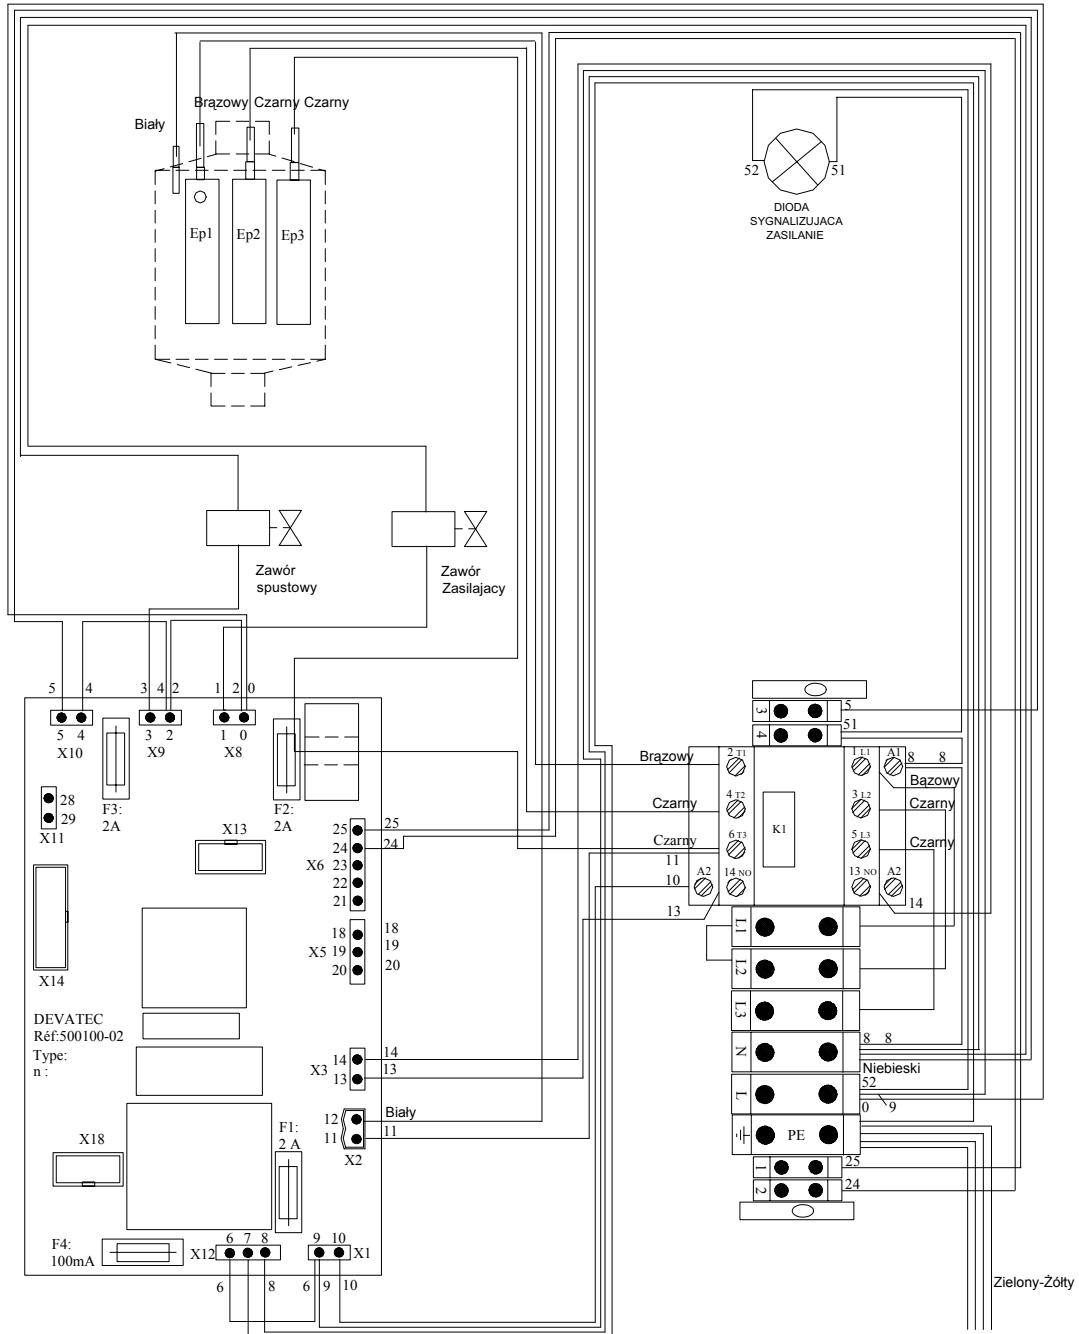 Brązowy Czarny Czarny
Biały
Ep1 Ep2 Ep3
52 51
DIODA
SYGNALIZUJACA
ZASILANIE
Zawór
spustowy
Zawór
Zasilajacy
5 4 3 4 2 1 2 0
5 4 3 2 1 0
X10 X9 X8
F3:
2A
F2:
2A
28
29
X11
X13
X14
25 25
24 24
23
22
21
X6
18 18
19 19
20 20
X5
DEVATEC
Réf:500100-02
Type:
n :
14 14
13 13
X3
12 Biały
11 11
X2
F1:
2 A
X18
F4:
100mA
X12 6 7 8
9 10 X1
6 8 6 9 10
3 5
4 51
Brązowy 2 T1 1 L1 A1 8 8
Bązowy
Czarny 4 T2 3 L2 Czarny
K1
Czarny 6 T3 5 L3 Czarny
11
10 A2 14 NO 13 NO A2
13 14
L1
L2
L3
N 8 8
Niebieski
L 52
0 9
PE
1 25
2 24
Zielony-Żółty